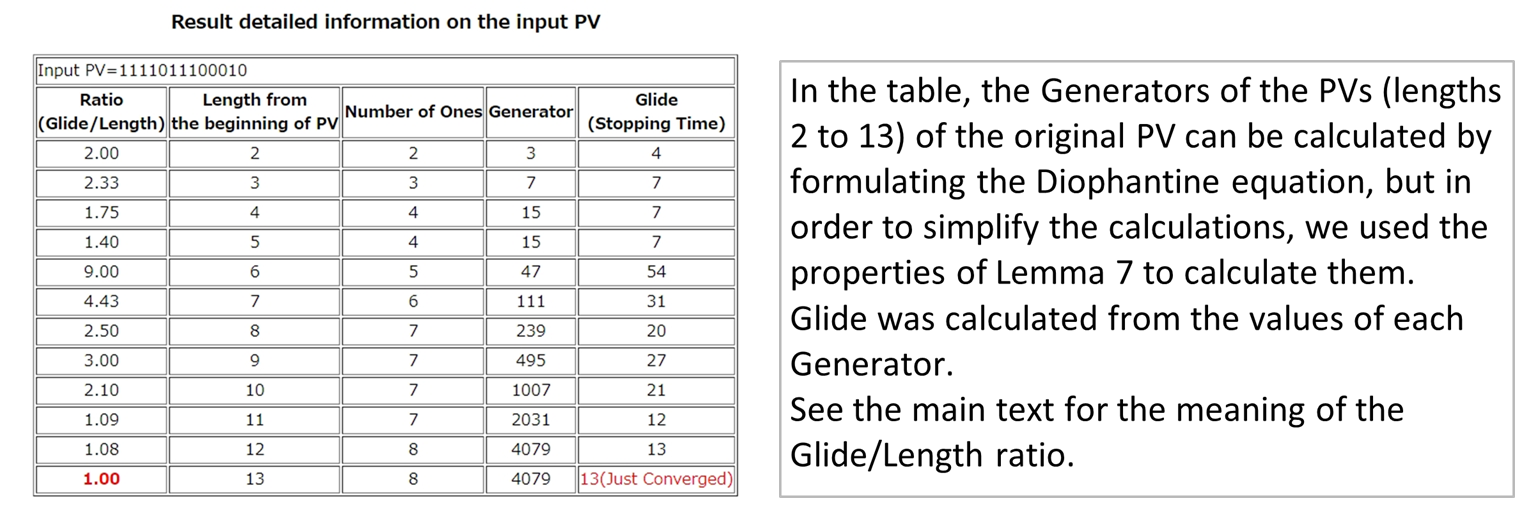 Result detailed information on the input PV
Input PV=1111011100010
Ratio (Glide/Length) Length from the beginning of PV Number of Ones Generator Glide (Stopping Time)
2.00 2 2 3 4
2.33 3 3 7 7
1.75 4 4 15 7
1.40 5 4 15 7
9.00 6 5 47 54
4.43 7 6 111 31
2.50 8 7 239 20
3.00 9 7 495 27
2.10 10 7 1007 21
1.09 11 7 2031 12
1.08 12 8 4079 13
1.00 13 8 4079 13(Just Converged)
In the table, the Generators of the PVs (lengths
2 to 13) of the original PV can be calculated by
formulating the Diophantine equation, but in
order to simplify the calculations, we used the
properties of Lemma 7 to calculate them.
Glide was calculated from the values of each
Generator.
See the main text for the meaning of the
Glide/Length ratio.